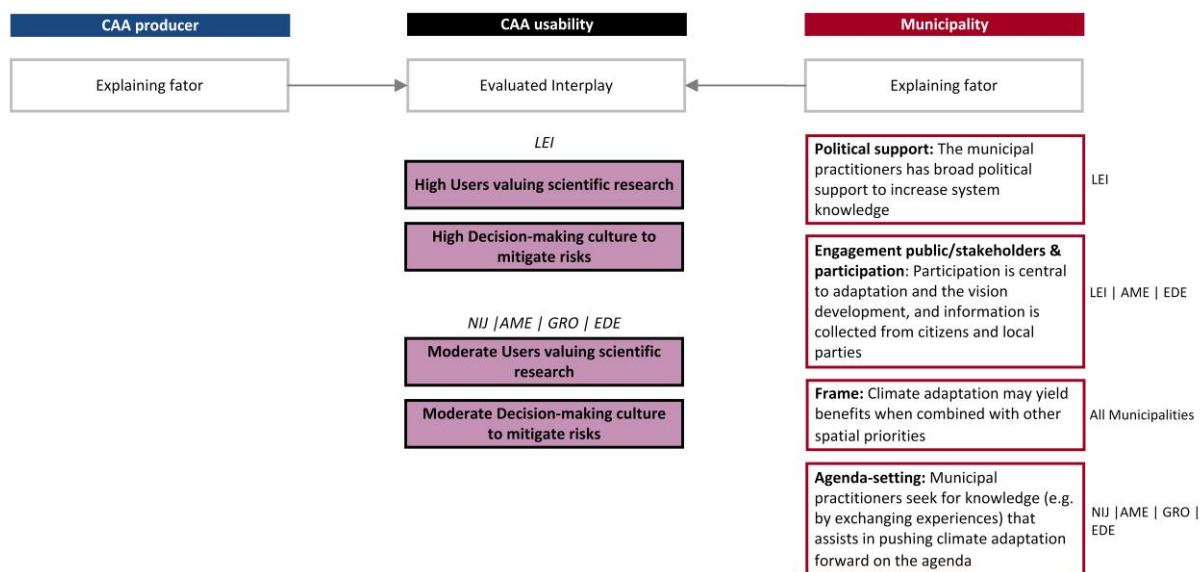 CAA producer
CAA usability
Municipality
Explaining fator
Evaluated Interplay
Explaining fator
LEI
High Users valuing scientific research
High Decision-making culture to
mitigate risks
NIJ |AME | GRO | EDE
Moderate Users valuing scientific
research
Moderate Decision-making culture
to mitigate risks
Political support: The municipal
practitioners has broad political
support to increase system
knowledge
LEI
Engagement public/stakeholders &
participation: Participation is central
to adaptation and the vision
development, and information is
collected from citizens and local
parties
LEI | AME | EDE
Frame: Climate adaptation may yield
benefits when combined with other
spatial priorities
All Municipalities
Agenda-setting: Municipal
practitioners seek for knowledge (e.g.
by exchanging experiences) that
assists in pushing climate adaptation
forward on the agenda
NIJ |AME | GRO |
EDE